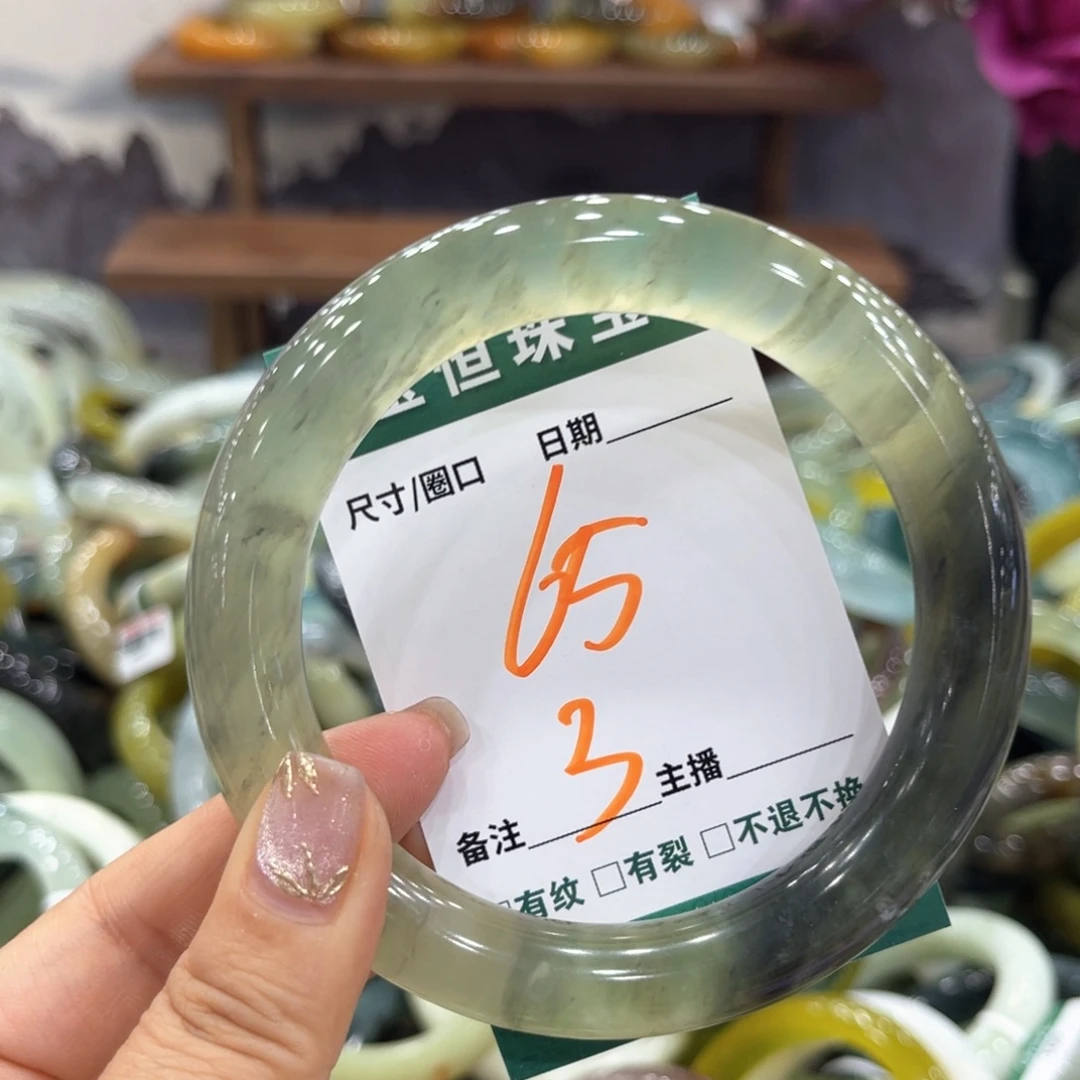 恒珠宝
日期
尺寸/圈口
65
3
主播
备注
有纹 □有裂 □不退不换